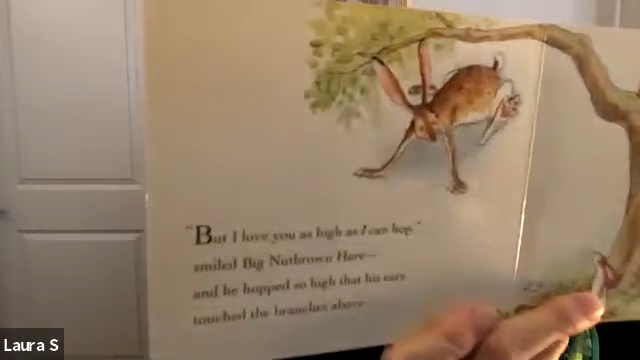 "But I love you as high as I can hop,"
smiled Big Nutbrown Hare—
and he hopped so high that his ears
touched the branches above.
Laura S